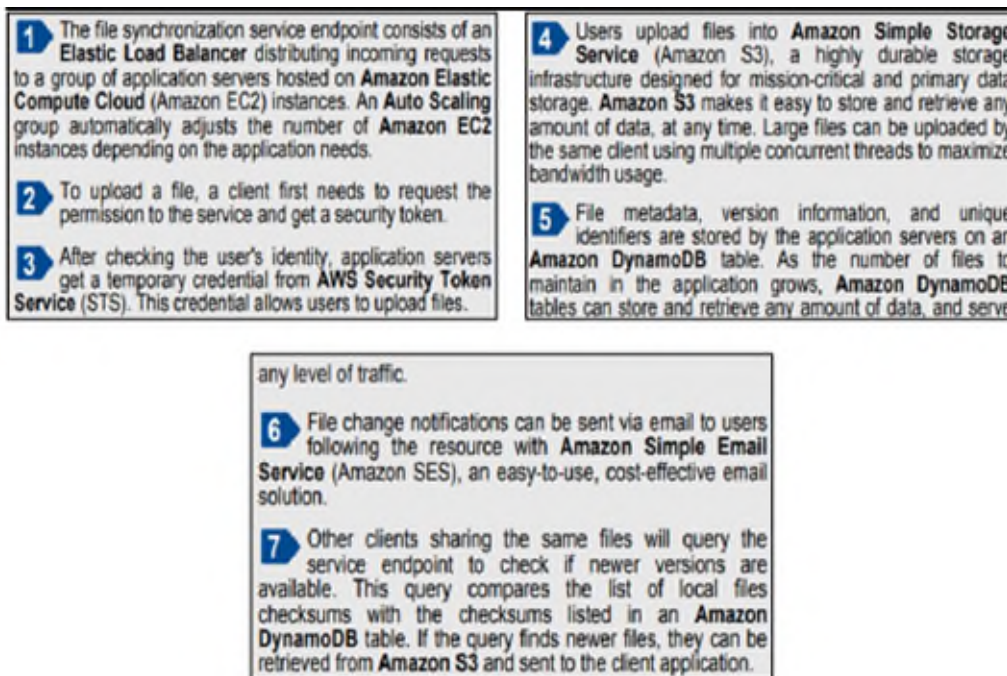 1 The file synchronization service endpoint consists of an
Elastic Load Balancer distributing incoming requests
to a group of application servers hosted on Amazon Elastic
Compute Cloud (Amazon EC2) instances. An Auto Scaling
group automatically adjusts the number of Amazon EC2
instances depending on the application needs.
2 To upload a file, a client first needs to request the
permission to the service and get a security token.
3 After checking the user's identity, application servers
get a temporary credential from AWS Security Token
Service (STS). This credential allows users to upload files.
4 Users upload files into Amazon Simple Storage
Service (Amazon S3), a highly durable storage
infrastructure designed for mission-critical and primary data
storage. Amazon S3 makes it easy to store and retrieve any
amount of data, at any time. Large files can be uploaded by
the same client using multiple concurrent threads to maximize
bandwidth usage.
5 File metadata, version information, and unique
identifiers are stored by the application servers on an
Amazon DynamoDB table. As the number of files to
maintain in the application grows, Amazon DynamoDB
tables can store and retrieve any amount of data, and serve
any level of traffic.
6 File change notifications can be sent via email to users
following the resource with Amazon Simple Email
Service (Amazon SES), an easy-to-use, cost-effective email
solution.
7 Other clients sharing the same files will query the
service endpoint to check if newer versions are
available. This query compares the list of local files
checksums with the checksums listed in an Amazon
DynamoDB table. If the query finds newer files, they can be
retrieved from Amazon S3 and sent to the client application.